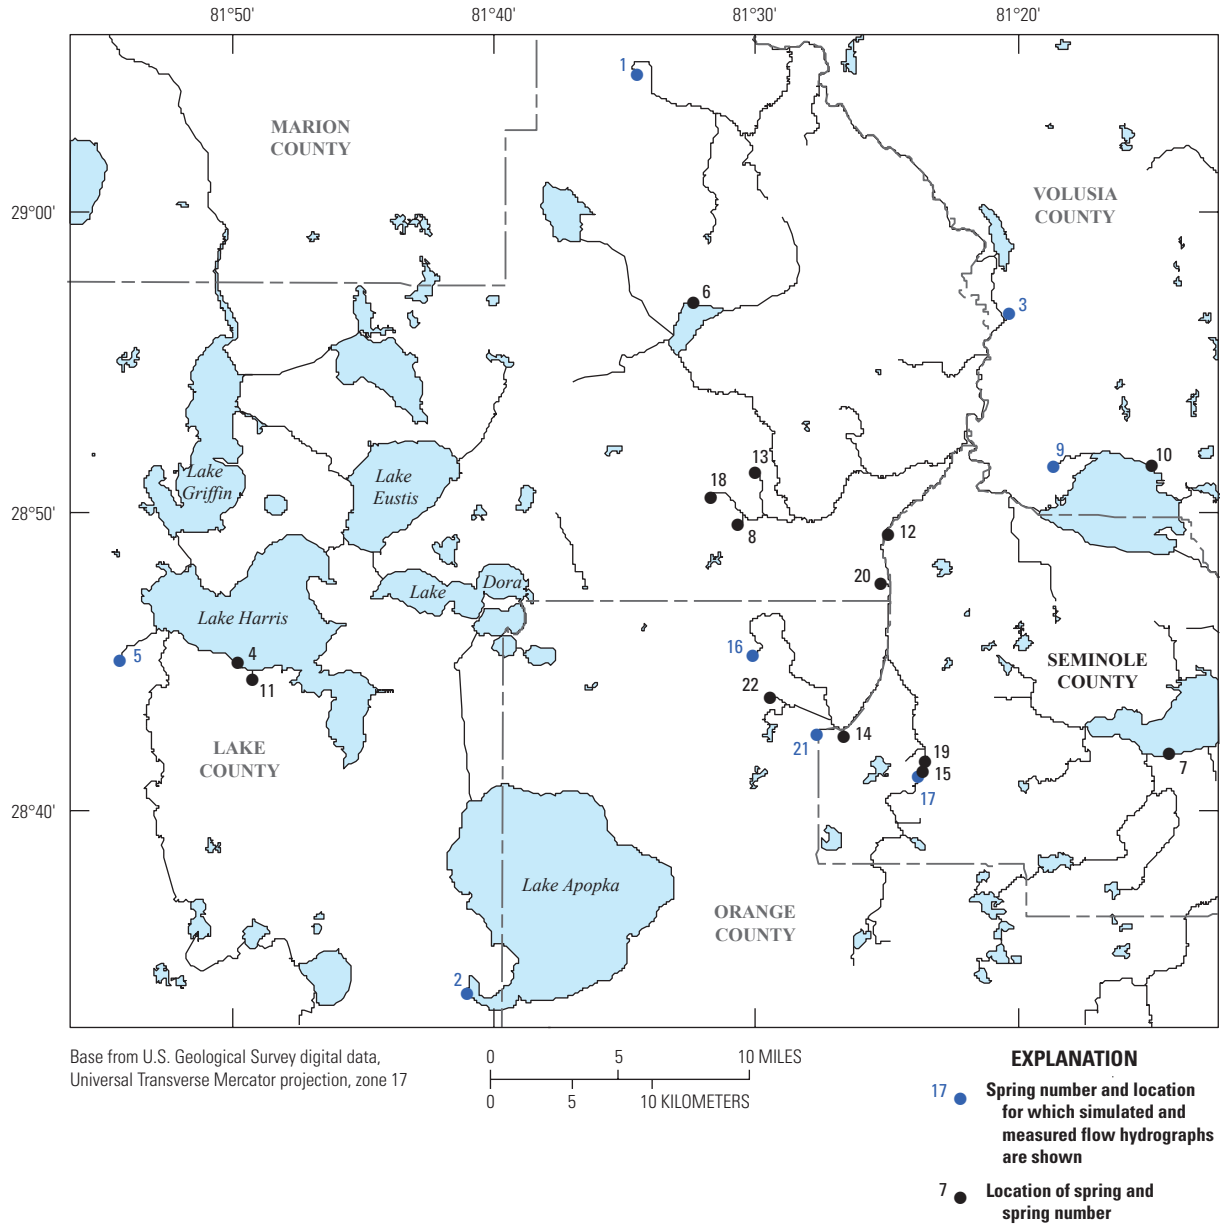 81°50'
81°40'
81°30'
81°20'
1
MARION
COUNTY
VOLUSIA
COUNTY
29°00'
6
3
13
9
10
Lake
Griffin
Lake
Eustis
18
28°50'
8
12
20
Lake
Dora
Lake Harris
16
5
4
11
22
SEMINOLE
COUNTY
14
21
LAKE
COUNTY
19
15
7
17
28°40'
Lake Apopka
ORANGE
COUNTY
2
Base from U.S. Geological Survey digital data,
Universal Transverse Mercator projection, zone 17
0 5 10 MILES
0 5 10 KILOMETERS
EXPLANATION
17 Spring number and location
for which simulated and
measured flow hydrographs
are shown
7 Location of spring and
spring number